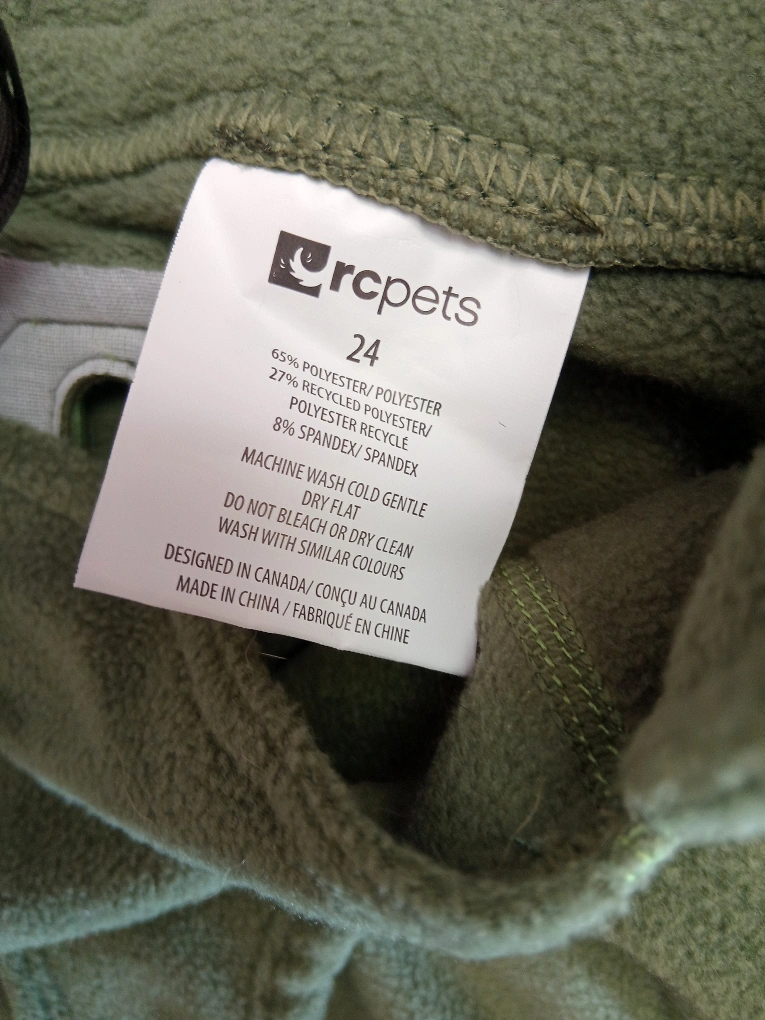 rcpets
24
65% POLYESTER/ POLYESTER
27% RECYCLED POLYESTER/
POLYESTER RECYCLÉ
8% SPANDEX/ SPANDEX
MACHINE WASH COLD GENTLE
DRY FLAT
DO NOT BLEACH OR DRY CLEAN
WASH WITH SIMILAR COLOURS
DESIGNED IN CANADA/ CONÇU AU CANADA
MADE IN CHINA / FABRIQUÉ EN CHINE